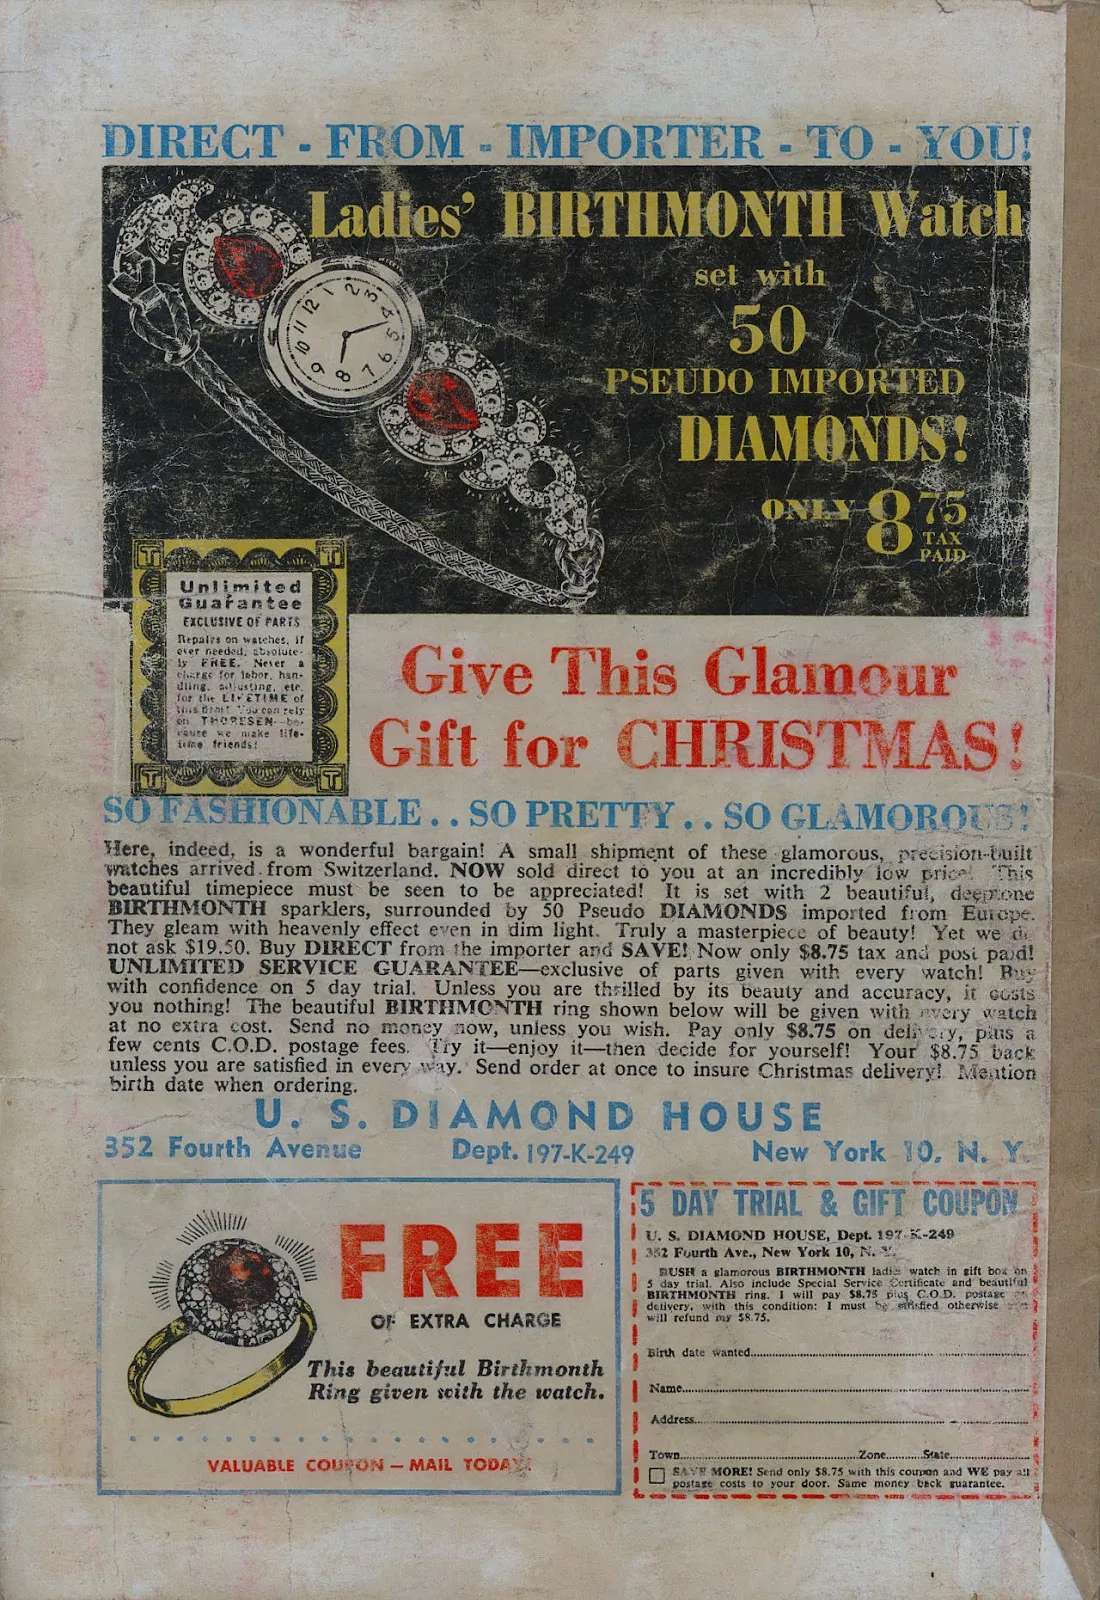 DIRECT - FROM - IMPORTER - TO - YOU!
Ladies' BIRTHMONTH Watch
set with
50
PSEUDO IMPORTED
DIAMONDS!
ONLY 8 75
TAX
PAID
12 1 2 3 4 5 6 7 8 9 10 11
T T
Unlimited
Guarantee
EXCLUSIVE OF PARTS
Repairs on watches, if
ever needed, absolute-
ly FREE. Never a
charge for labor, han-
dling, adjusting, etc.
for the LIFETIME of
this firm! You can rely
on THORESEN—be-
cause we make life-
time friends!
T T
Give This Glamour
Gift for CHRISTMAS!
SO FASHIONABLE . . SO PRETTY . . SO GLAMOROUS!
Here, indeed, is a wonderful bargain! A small shipment of these glamorous, precision-built
watches arrived from Switzerland. NOW sold direct to you at an incredibly low price! This
beautiful timepiece must be seen to be appreciated! It is set with 2 beautiful, deeptone
BIRTHMONTH sparklers, surrounded by 50 Pseudo DIAMONDS imported from Europe.
They gleam with heavenly effect even in dim light. Truly a masterpiece of beauty! Yet we do
not ask $19.50. Buy DIRECT from the importer and SAVE! Now only $8.75 tax and post paid!
UNLIMITED SERVICE GUARANTEE—exclusive of parts given with every watch! Buy
with confidence on 5 day trial. Unless you are thrilled by its beauty and accuracy, it costs
you nothing! The beautiful BIRTHMONTH ring shown below will be given with every watch
at no extra cost. Send no money now, unless you wish. Pay only $8.75 on delivery, plus a
few cents C.O.D. postage fees. Try it—enjoy it—then decide for yourself! Your $8.75 back
unless you are satisfied in every way. Send order at once to insure Christmas delivery! Mention
birth date when ordering.
U. S. DIAMOND HOUSE
352 Fourth Avenue Dept. 197-K-249 New York 10, N. Y.
FREE
OF EXTRA CHARGE
This beautiful Birthmonth
Ring given with the watch.
VALUABLE COUPON — MAIL TODAY!
5 DAY TRIAL & GIFT COUPON
U. S. DIAMOND HOUSE, Dept. 197-K-249
352 Fourth Ave., New York 10, N. Y.
RUSH a glamorous BIRTHMONTH ladies watch in gift box on
5 day trial. Also include Special Service Certificate and beautiful
BIRTHMONTH ring. I will pay $8.75 plus C.O.D. postage on
delivery, with this condition: I must be satisfied otherwise you
will refund my $8.75.
Birth date wanted
Name
Address
Town Zone State
SAVE MORE! Send only $8.75 with this coupon and WE pay all
postage costs to your door. Same money back guarantee.